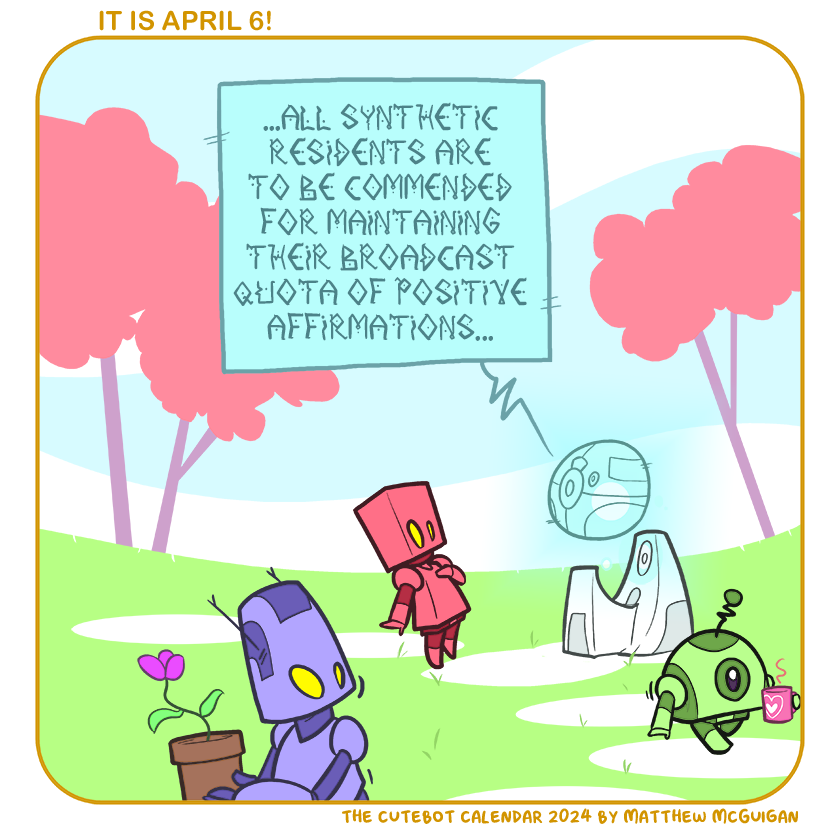 IT IS APRIL 6!
...ALL SYNTHETIC
RESIDENTS ARE
TO BE COMMENDED
FOR MAINTAINING
THEIR BROADCAST
QUOTA OF POSITIVE
AFFIRMATIONS...
THE CUTEBOT CALENDAR 2024 BY MATTHEW MCGUIGAN